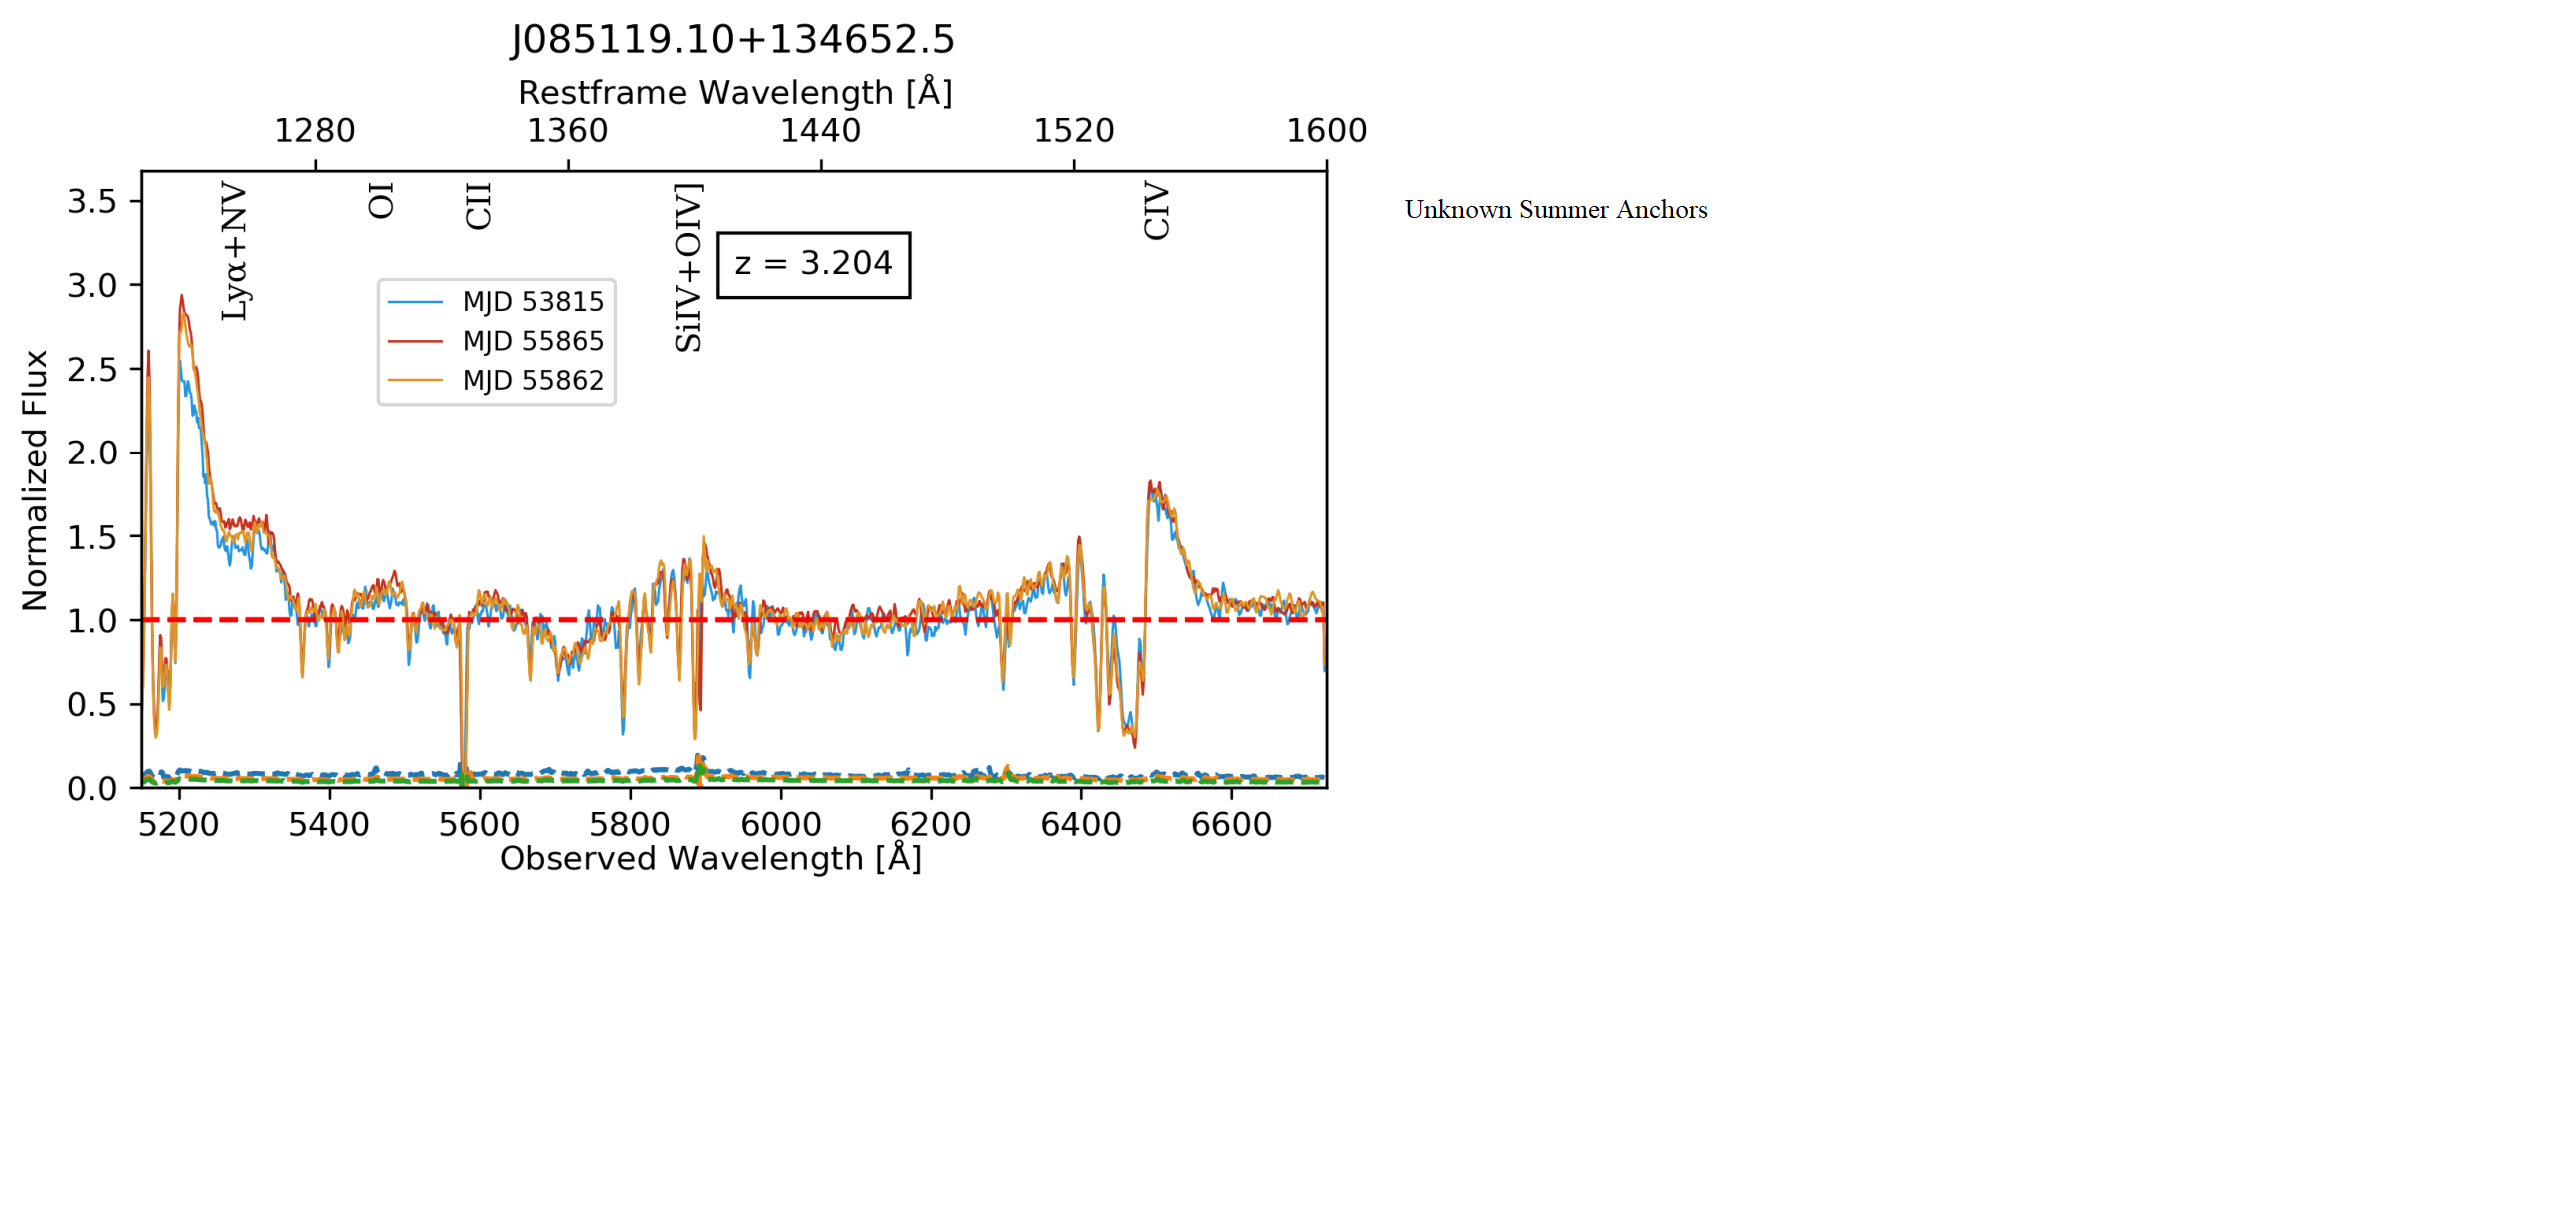 J085119.10+134652.5
Restframe Wavelength [Å]
1280 1360 1440 1520 1600
3.5
3.0
2.5
2.0
1.5
1.0
0.5
0.0
Normalized Flux
Lyα+NV
OI
CII
SiIV+OIV]
CIV
z = 3.204
MJD 53815
MJD 55865
MJD 55862
5200 5400 5600 5800 6000 6200 6400 6600
Observed Wavelength [Å]
Unknown Summer Anchors